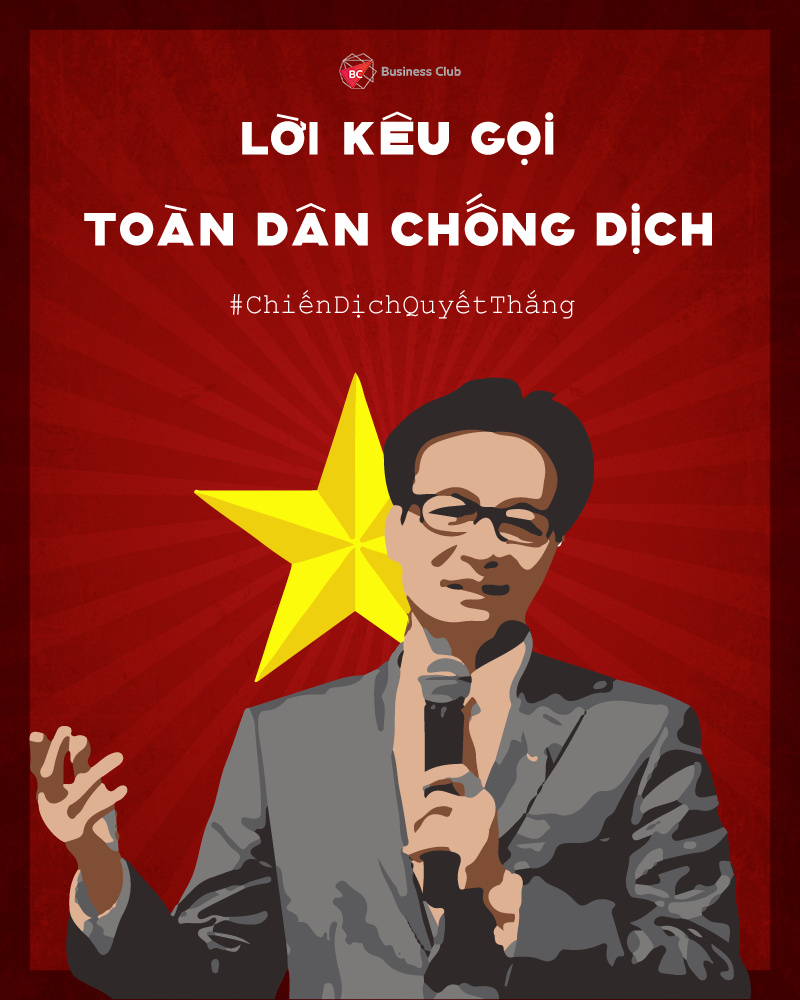 BC Business Club
LỜI KÊU GỌI
TOÀN DÂN CHỐNG DỊCH
#ChiếnDịchQuyếtThắng